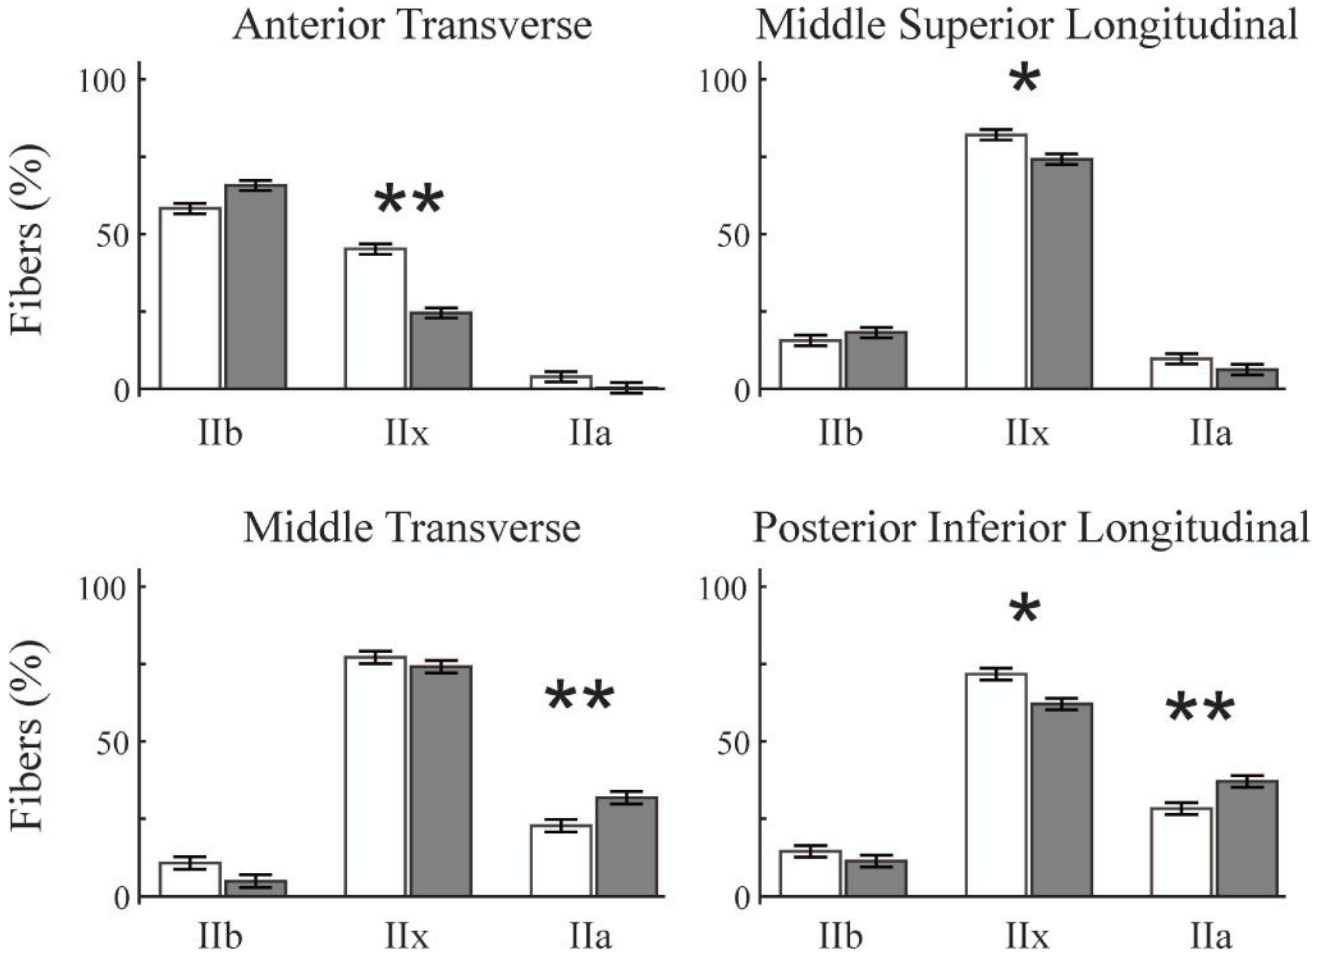 Anterior Transverse
Middle Superior Longitudinal
Fibers (%)
100
50
0
**
IIb IIx IIa
100
50
0
*
IIb IIx IIa
Middle Transverse
Posterior Inferior Longitudinal
Fibers (%)
100
50
0
**
IIb IIx IIa
100
50
0
*
**
IIb IIx IIa